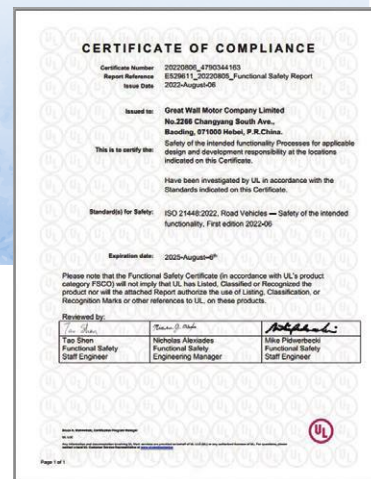 CERTIFICATE OF COMPLIANCE
Certificate Number 20220806_4790344163
Report Reference E529611_20220805_Functional Safety Report
Issue Date 2022-August-06
Issued to: Great Wall Motor Company Limited
No.2266 Changyang South Ave.,
Baoding, 071000 Hebei, P.R.China.
This is to certify the: Safety of the intended functionality Processes for applicable
design and development responsibility at the locations
indicated on this Certificate.
Have been investigated by UL in accordance with the
Standards indicated on this Certificate.
Standard(s) for Safety: ISO 21448:2022, Road Vehicles — Safety of the intended
functionality, First edition 2022-06
Expiration date: 2025-August-6th
Please note that the Functional Safety Certificate (in accordance with UL's product
category FSCO) will not imply that UL has Listed, Classified or Recognized the
product nor will the attached Report authorize the use of Listing, Classification, or
Recognition Marks or other references to UL, on these products.
Reviewed by:
Tao Shen Nicholas Alexiades Mike Pidwerbecki
Functional Safety Functional Safety Functional Safety
Staff Engineer Engineering Manager Staff Engineer
UL
Page 1 of 1